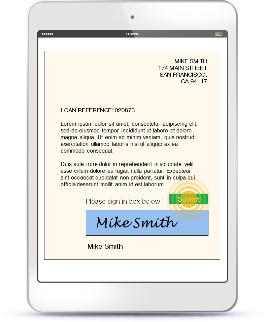 MIKE SMITH
174 MAIN STREET
SAN FRANCISCO,
CA 94117
LOAN REFERENCE: 020873
Lorem ipsum dolor sit amet, consectetur adipiscing elit,
sed do eiusmod tempor incididunt ut labore et dolore
magna aliqua. Ut enim ad minim veniam, quis nostrud
exercitation ullamco laboris nisi ut aliquip ex ea
commodo consequat.
Duis aute irure dolor in reprehenderit in voluptate velit
esse cillum dolore eu fugiat nulla pariatur. Excepteur
sint occaecat cupidatat non proident, sunt in culpa qui
officia deserunt mollit anim id est laborum
Please sign in box below
Submit
Mike Smith
Mike Smith